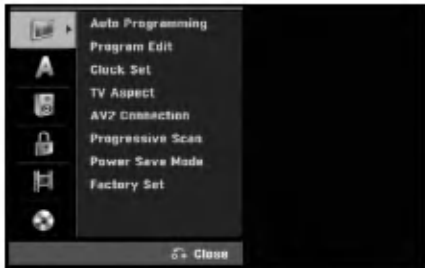 Auto Programming
Program Edit
Clock Set
TV Aspect
AV2 Connection
Progressive Scan
Power Save Mode
Factory Set
A
Close